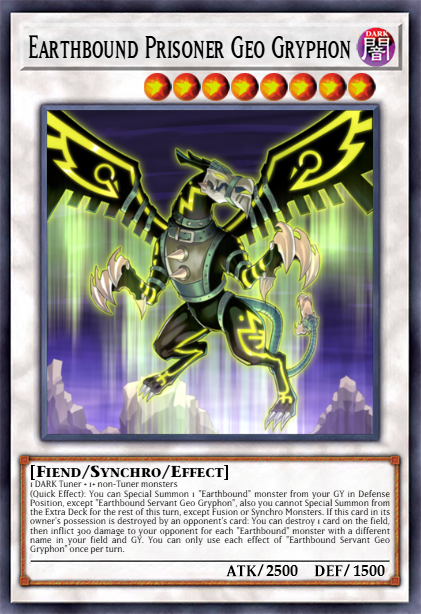 Earthbound Prisoner Geo Gryphon
DARK
闇
[Fiend/Synchro/Effect]
1 DARK Tuner + 1+ non-Tuner monsters
(Quick Effect): You can Special Summon 1 "Earthbound" monster from your GY in Defense
Position, except "Earthbound Servant Geo Gryphon", also you cannot Special Summon from
the Extra Deck for the rest of this turn, except Fusion or Synchro Monsters. If this card in its
owner's possession is destroyed by an opponent's card: You can destroy 1 card on the field,
then inflict 300 damage to your opponent for each "Earthbound" monster with a different
name in your field and GY. You can only use each effect of "Earthbound Servant Geo
Gryphon" once per turn.
ATK/2500 DEF/1500